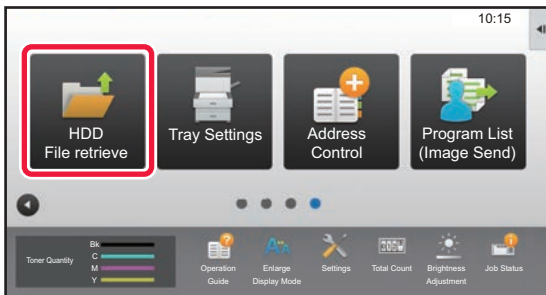 10:15
HDD
File retrieve
Tray Settings
Address
Control
Program List
(Image Send)
Toner Quantity
Bk
C
M
Y
Operation
Guide
Enlarge
Display Mode
Settings
Total Count
Brightness
Adjustment
Job Status